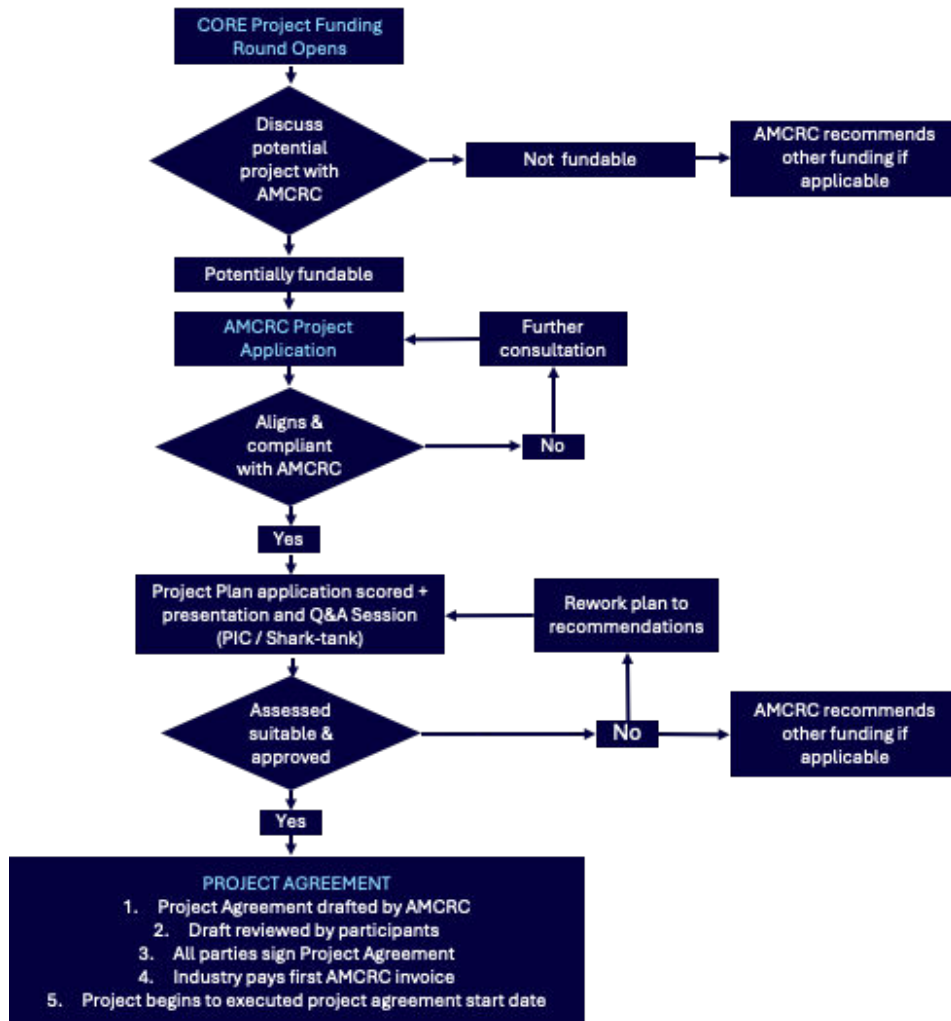 CORE Project Funding
Round Opens
Discuss
potential
project with
AMCRC
Not fundable
AMCRC recommends
other funding if
applicable
Potentially fundable
AMCRC Project
Application
Further
consultation
Aligns &
compliant
with AMCRC
No
Yes
Project Plan application scored +
presentation and Q&A Session
(PIC / Shark-tank)
Rework plan to
recommendations
Assessed
suitable &
approved
No
AMCRC recommends
other funding if
applicable
Yes
PROJECT AGREEMENT
1. Project Agreement drafted by AMCRC
2. Draft reviewed by participants
3. All parties sign Project Agreement
4. Industry pays first AMCRC invoice
5. Project begins to executed project agreement start date